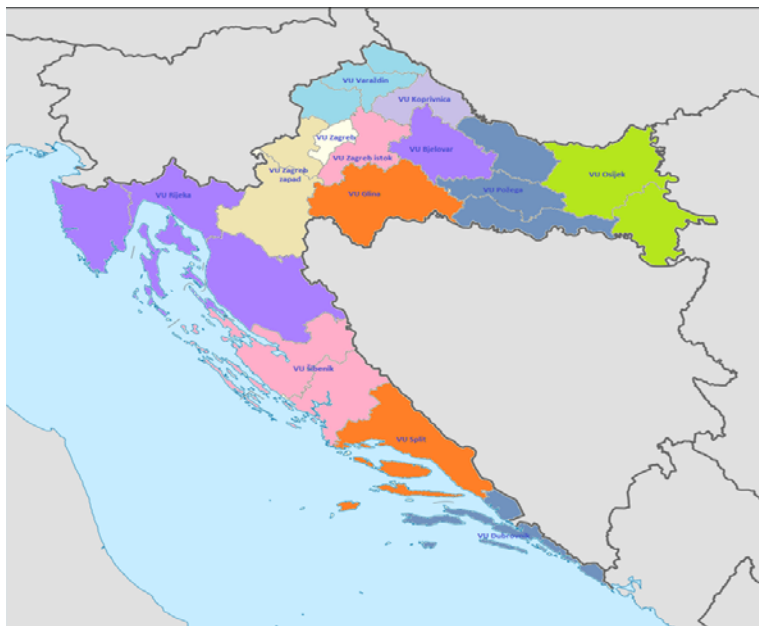 VU Varaždin
VU Koprivnica
VU Zagreb
VU Zagreb-istok
VU Bjelovar
VU Zagreb
zapad
VU Osijek
VU Požega
VU Rijeka
VU Glina
VU Šibenik
VU Split
VU Dubrovnik